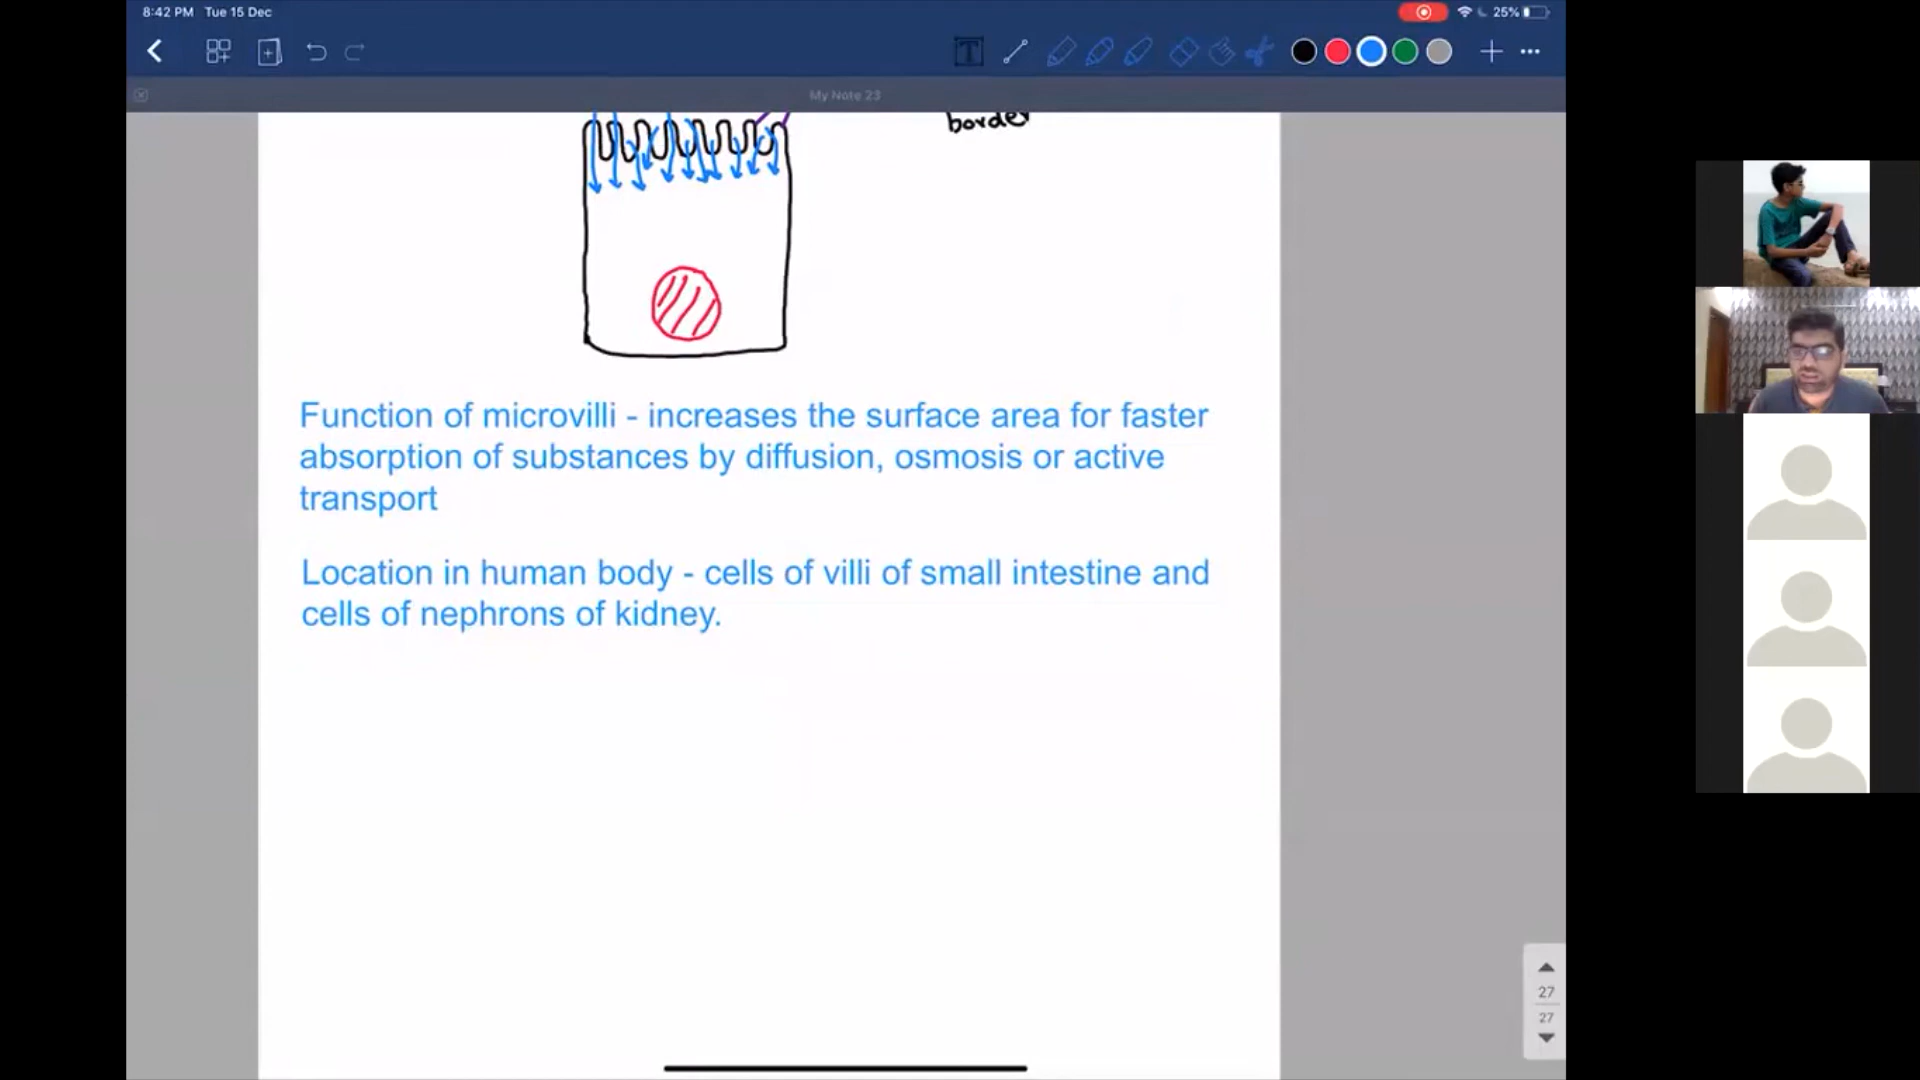 8:42 PM Tue 15 Dec
25%
T
My Note 23
border
Function of microvilli - increases the surface area for faster
absorption of substances by diffusion, osmosis or active
transport
Location in human body - cells of villi of small intestine and
cells of nephrons of kidney.
27
27